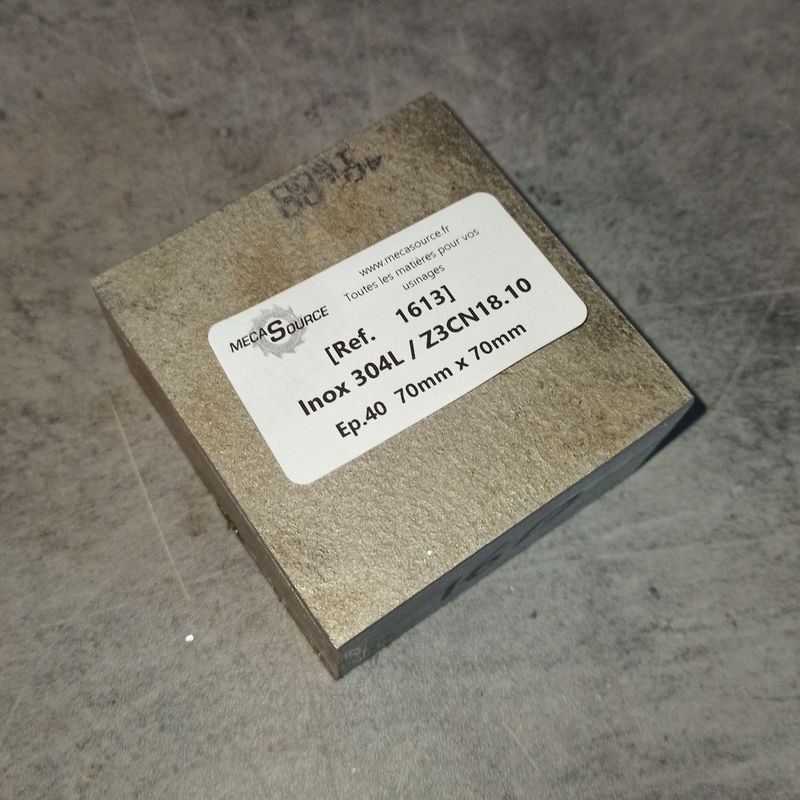 MECASOURCE
www.mecasource.fr
Toutes les matières pour vos
usinages
[Ref. 1613]
Inox 304L / Z3CN18.10
Ep.40 70mm x 70mm